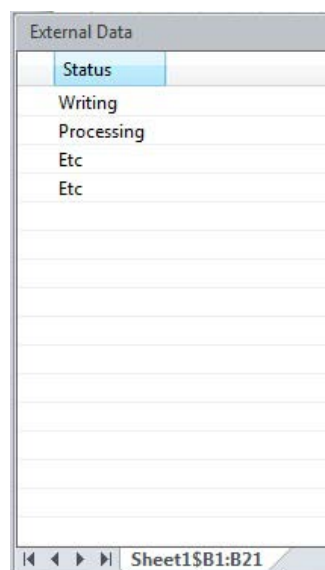 External Data
Status
Writing
Processing
Etc
Etc
Sheet1$B1:B21